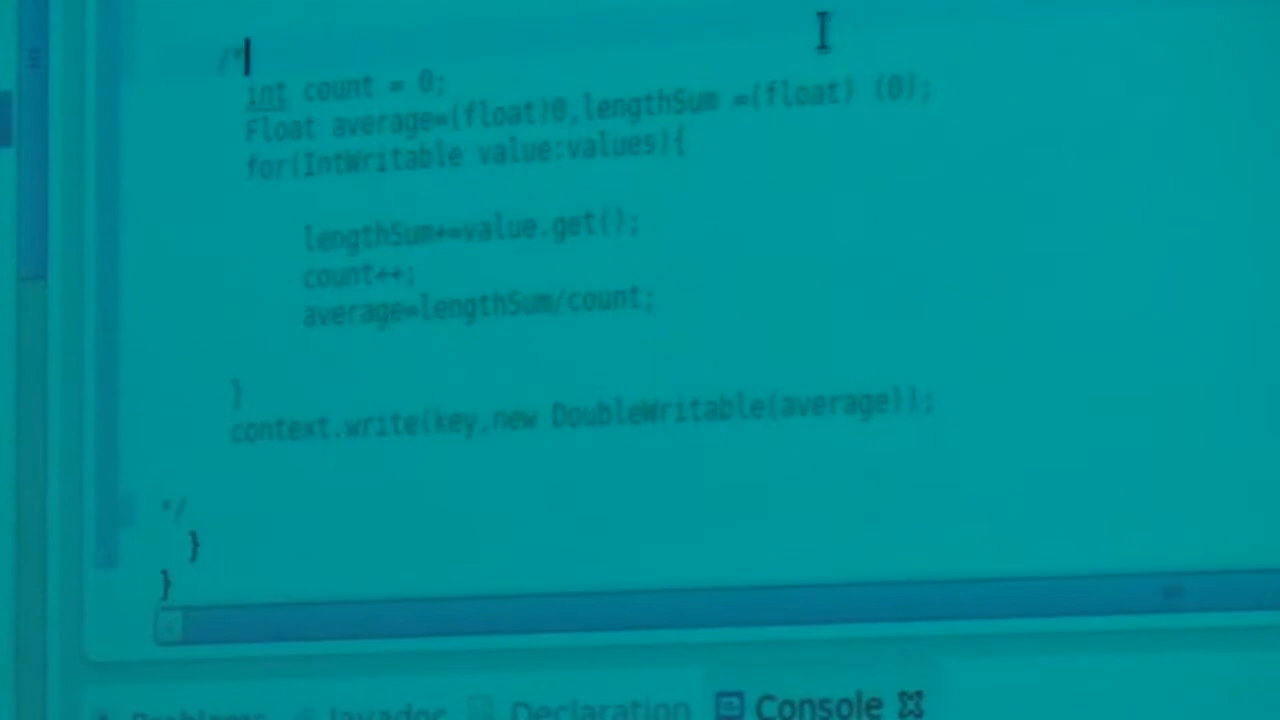 /*
int count = 0;
Float average=(float)0,lengthSum =(float) (0);
for(IntWritable value:values){
lengthSum+=value.get();
count++;
average=lengthSum/count;
}
context.write(key,new DoubleWritable(average));
*/
}
}
Problems Javadoc Declaration Console